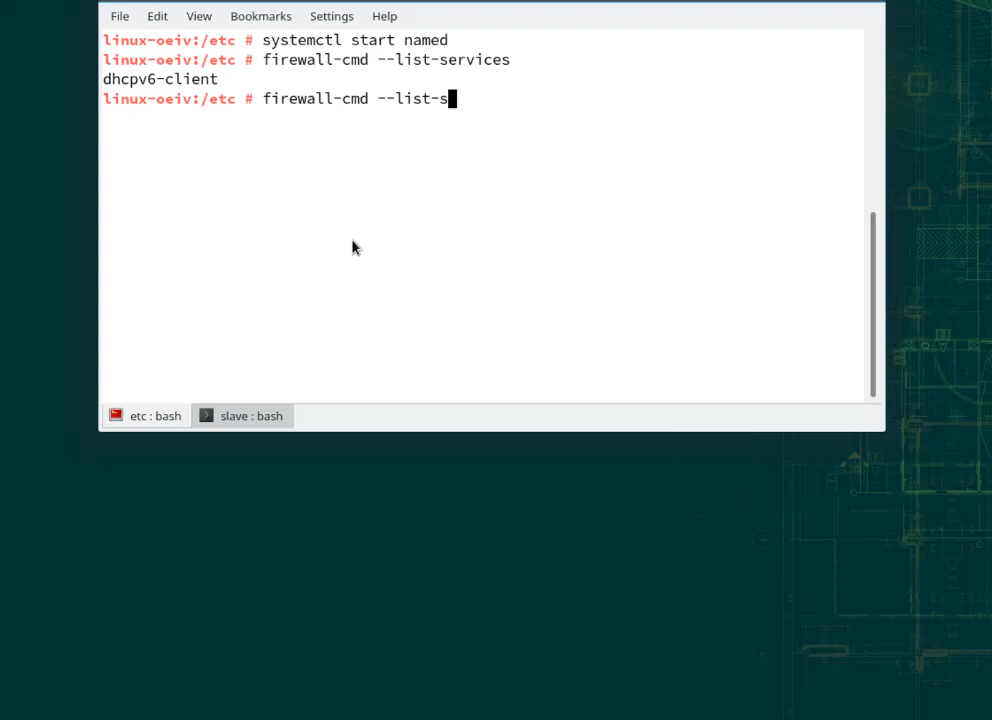 File Edit View Bookmarks Settings Help
linux-oeiv:/etc # systemctl start named
linux-oeiv:/etc # firewall-cmd --list-services
dhcpv6-client
linux-oeiv:/etc # firewall-cmd --list-s
etc : bash slave : bash